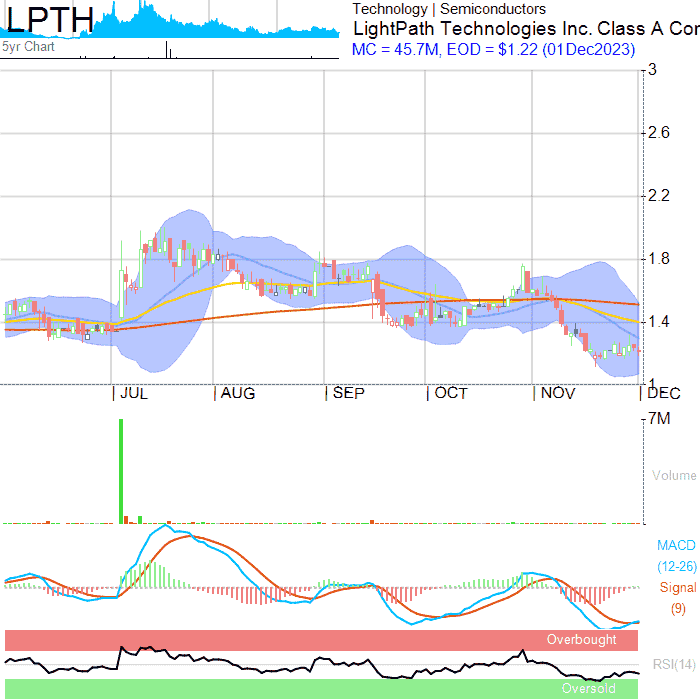 LPTH
5yr Chart
Technology | Semiconductors
LightPath Technologies Inc. Class A Cor
MC = 45.7M, EOD = $1.22 (01Dec2023)
3
2.6
2.2
1.8
1.4
1
JUL
AUG
SEP
OCT
NOV
DEC
7M
Volume
MACD
(12-26)
Signal
(9)
Overbought
RSI(14)
Oversold